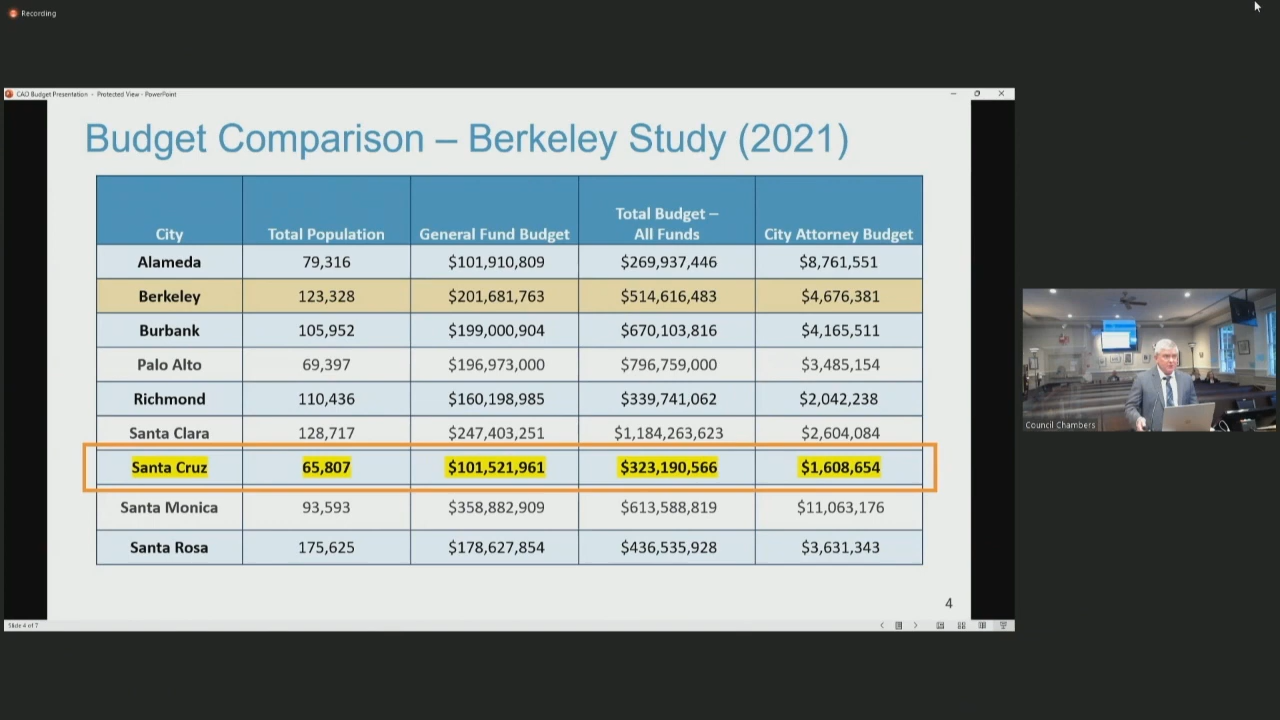 Recording
CAO Budget Presentation - Protected View - PowerPoint
Budget Comparison – Berkeley Study (2021)
City Total Population General Fund Budget Total Budget – All Funds City Attorney Budget
Alameda 79,316 $101,910,809 $269,937,446 $8,761,551
Berkeley 123,328 $201,681,763 $514,616,483 $4,676,381
Burbank 105,952 $199,000,904 $670,103,816 $4,165,511
Palo Alto 69,397 $196,973,000 $796,759,000 $3,485,154
Richmond 110,436 $160,198,985 $339,741,062 $2,042,238
Santa Clara 128,717 $247,403,251 $1,184,263,623 $2,604,084
Santa Cruz 65,807 $101,521,961 $323,190,566 $1,608,654
Santa Monica 93,593 $358,882,909 $613,588,819 $11,063,176
Santa Rosa 175,625 $178,627,854 $436,535,928 $3,631,343
4
Slide 4 of 7
Council Chambers